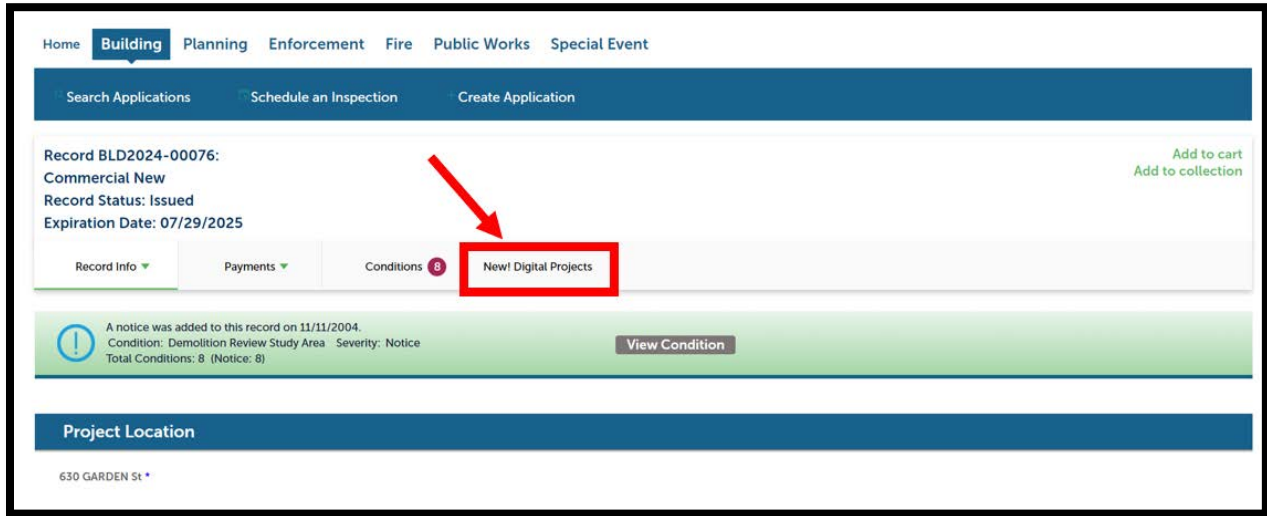 Home Building Planning Enforcement Fire Public Works Special Event
Search Applications Schedule an Inspection Create Application
Record BLD2024-00076:
Commercial New
Record Status: Issued
Expiration Date: 07/29/2025
Add to cart
Add to collection
Record Info Payments Conditions 8 New! Digital Projects
A notice was added to this record on 11/11/2004.
Condition: Demolition Review Study Area Severity: Notice
Total Conditions: 8 (Notice: 8)
View Condition
Project Location
630 GARDEN St *